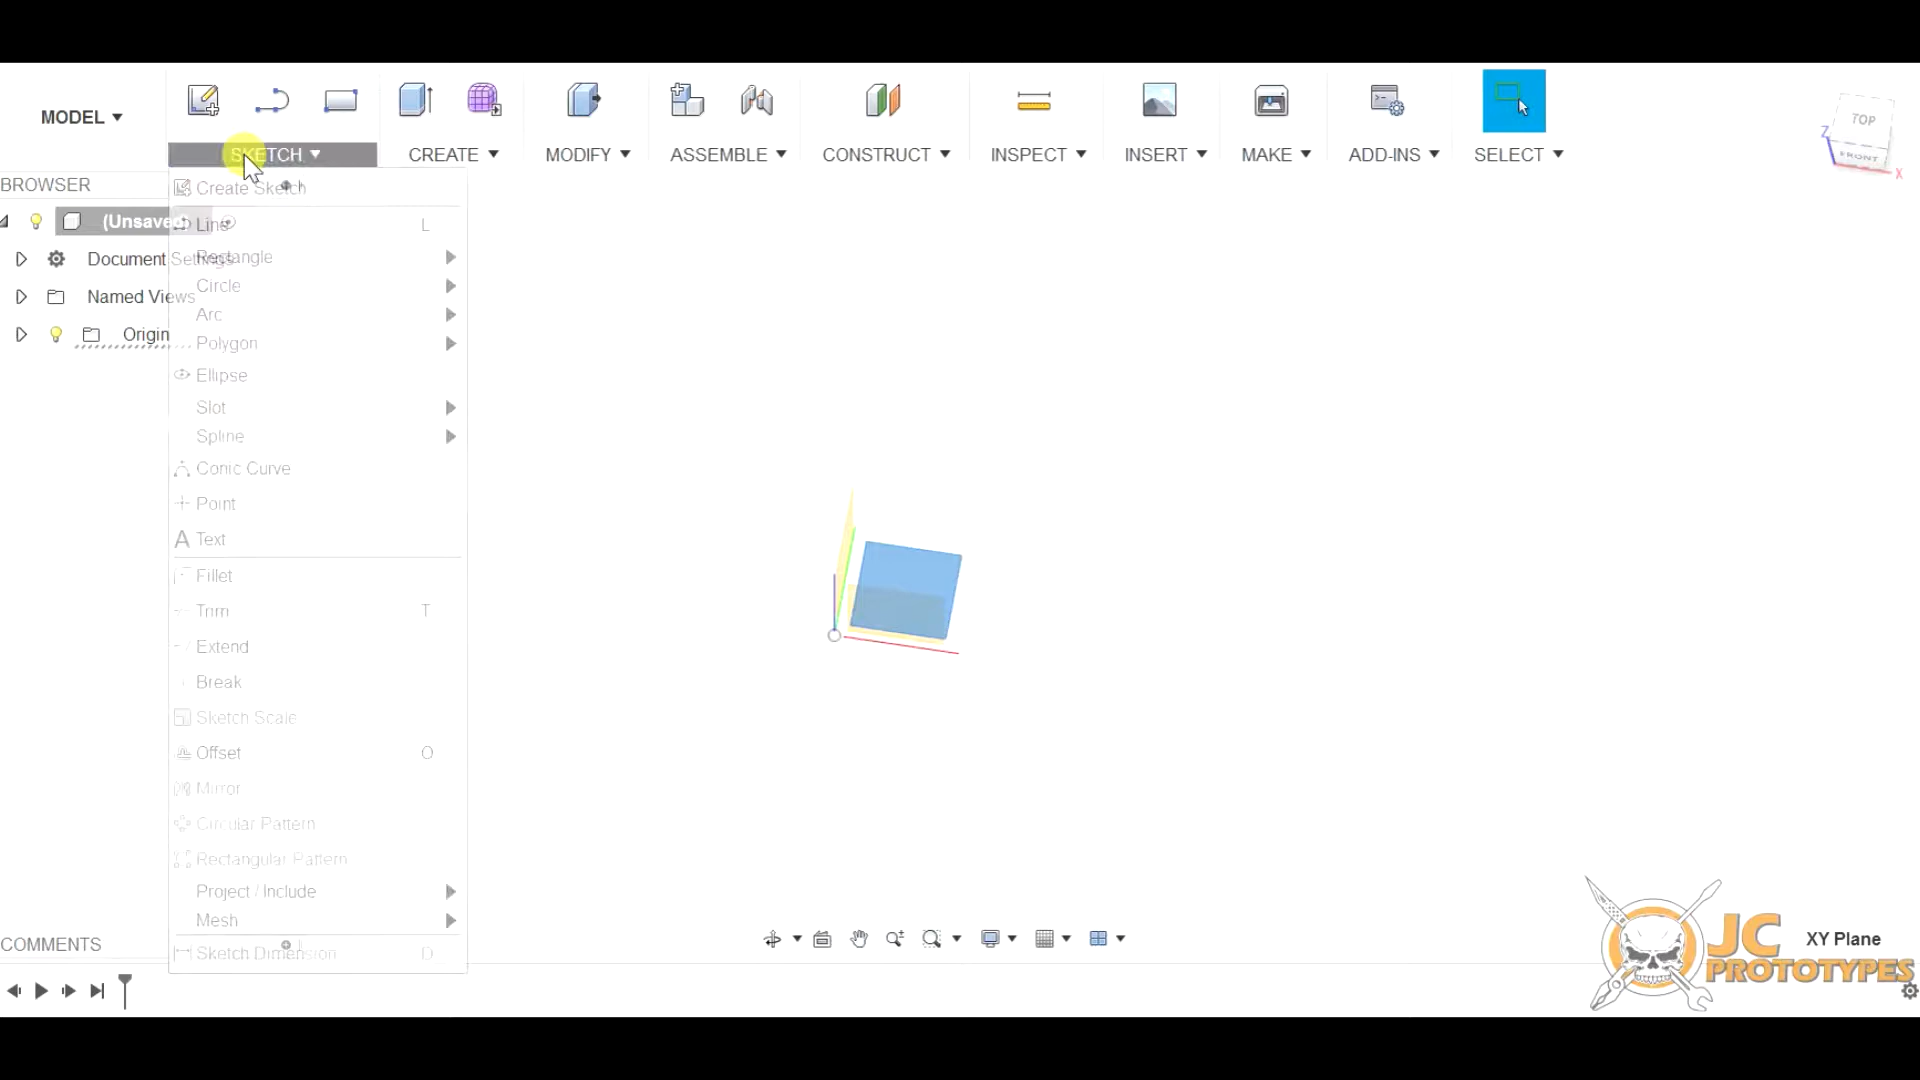 MODEL
SKETCH
CREATE
MODIFY
ASSEMBLE
CONSTRUCT
INSPECT
INSERT
MAKE
ADD-INS
SELECT
TOP
FRONT
Z
X
BROWSER
(Unsaved)
Document Settings
Named Views
Origin
Create Sketch
Line L
Rectangle
Circle
Arc
Polygon
Ellipse
Slot
Spline
Conic Curve
Point
A Text
Fillet
Trim T
Extend
Break
Sketch Scale
Offset O
Mirror
Circular Pattern
Rectangular Pattern
Project / Include
Mesh
Sketch Dimension D
COMMENTS
XY Plane
JC
PROTOTYPES